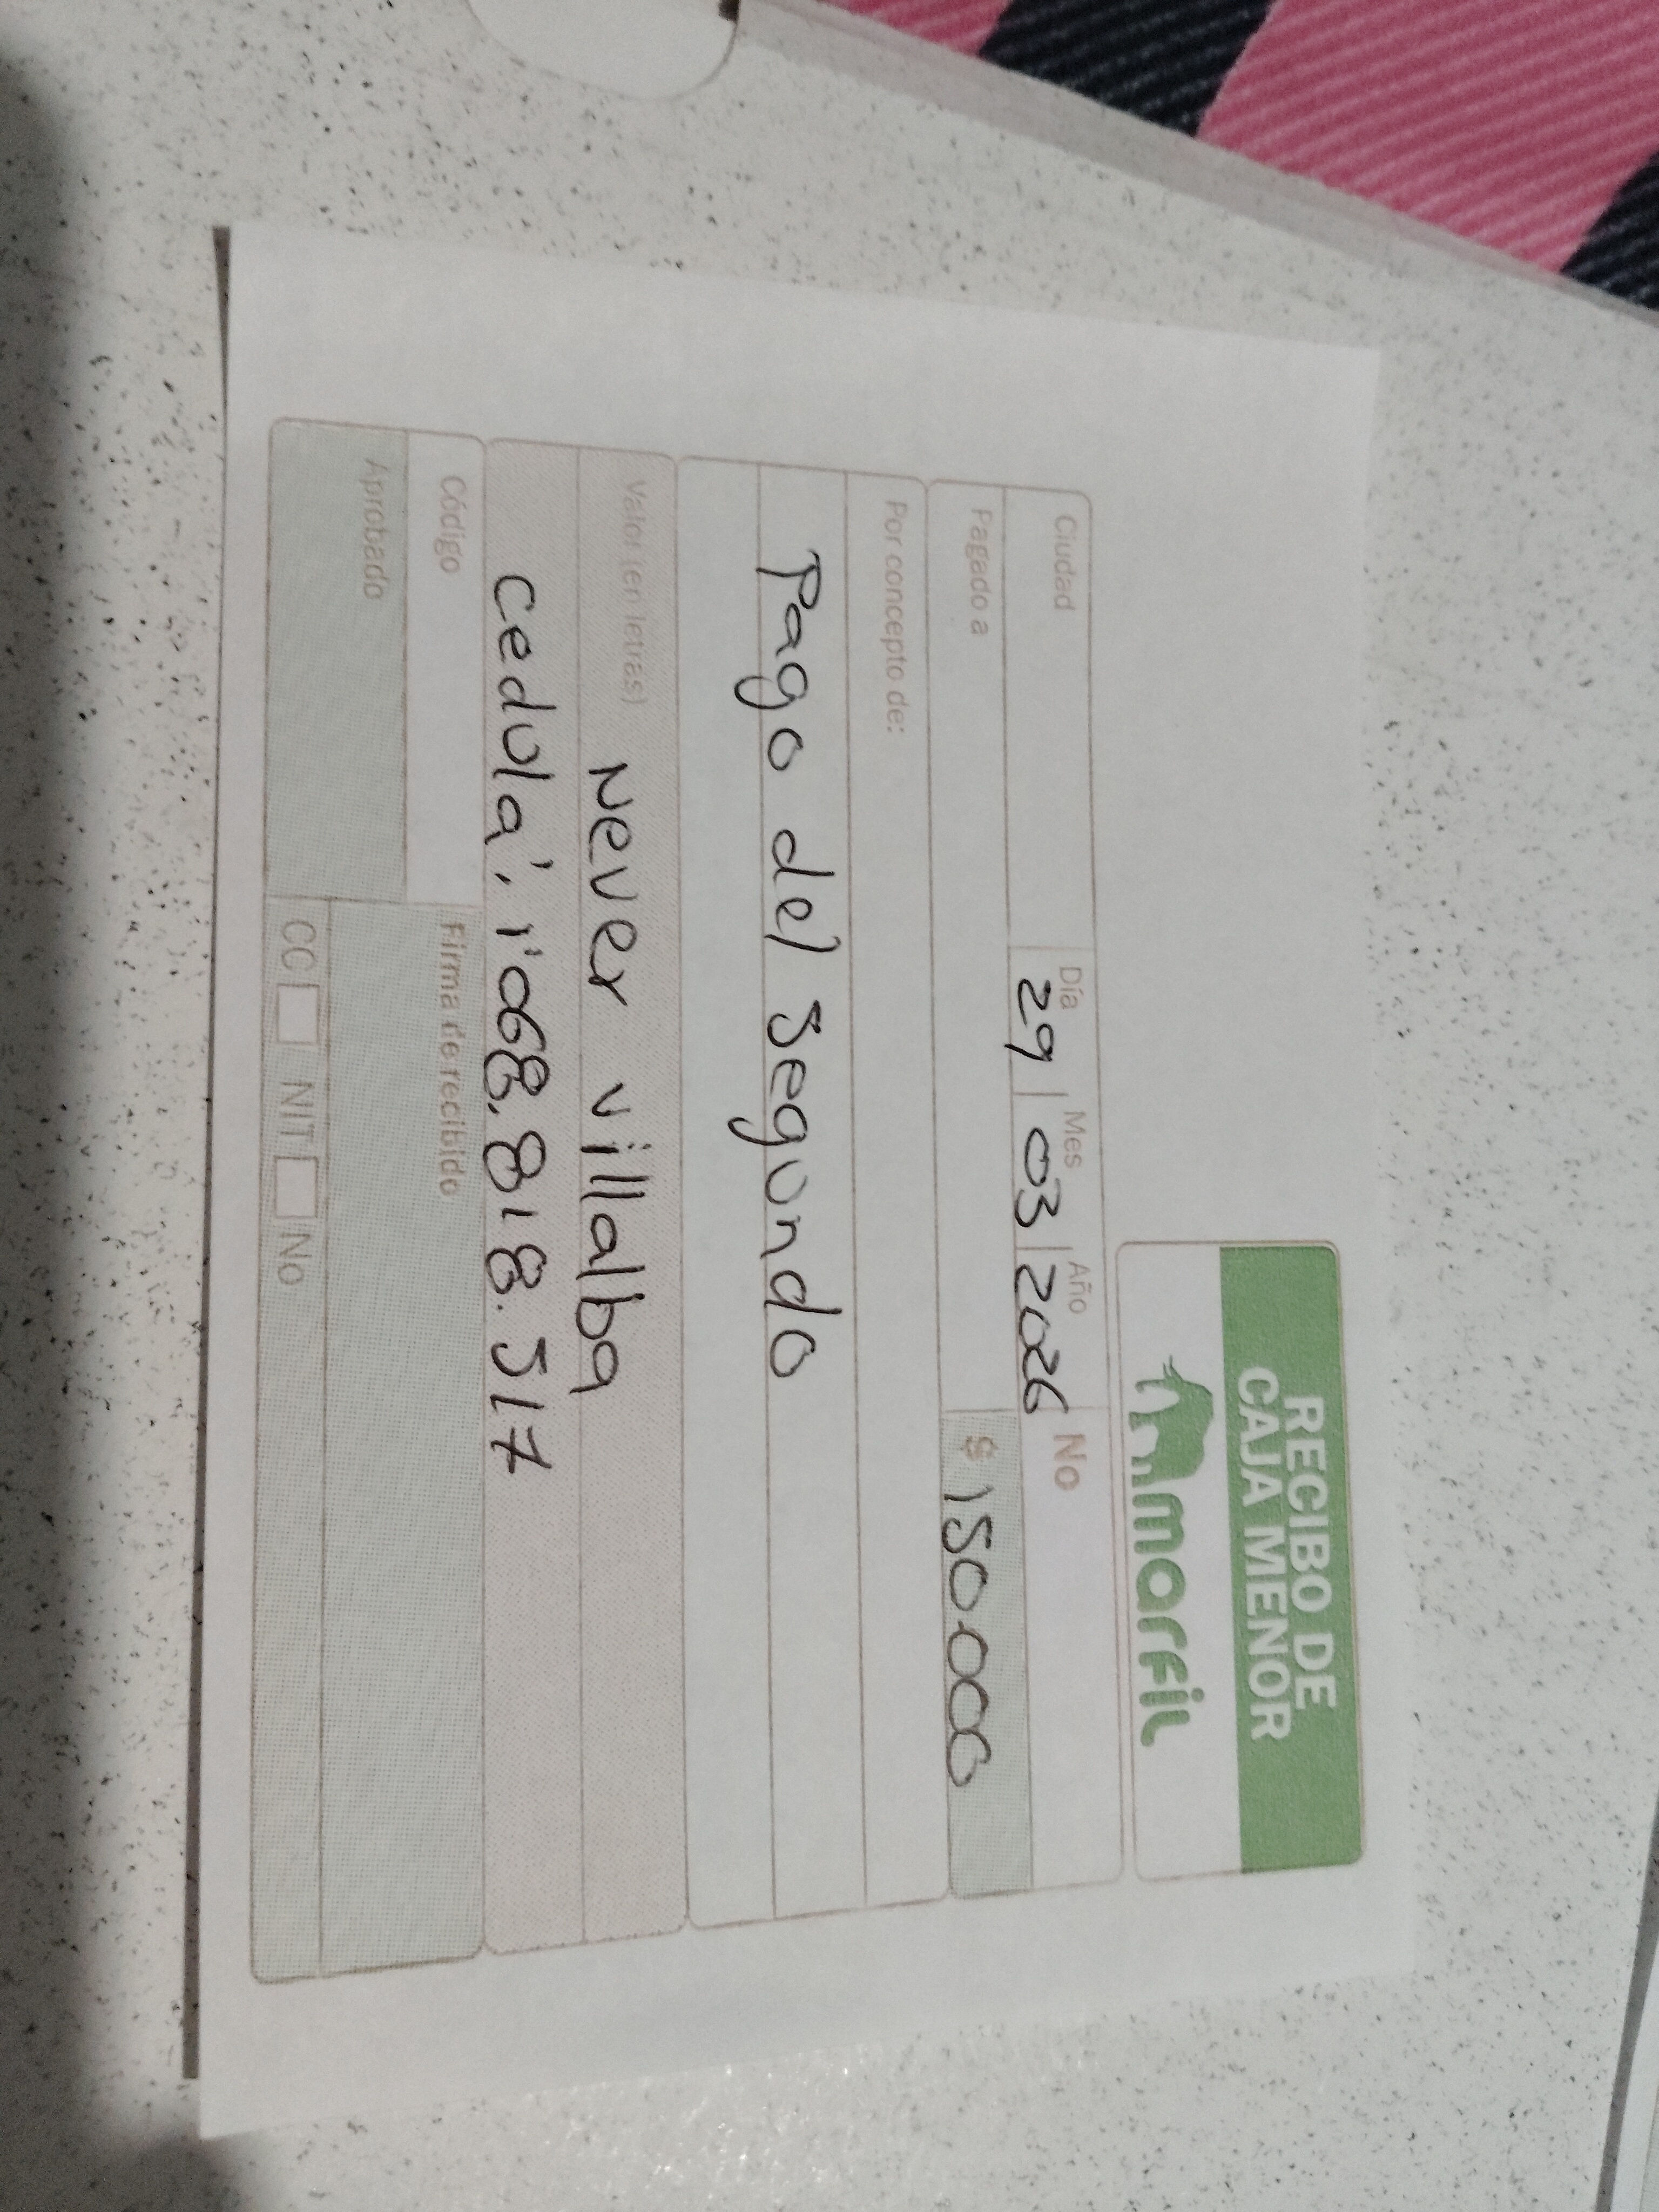 RECIBO DE
CAJA MENOR
marfil
Ciudad Día Mes Año No
29 03 2026
Pagado a $ 150.000
Por concepto de:
Pago del Segundo
Valor (en letras) Never villalba
Cedula: 1'068.818.517
Código Firma de recibido
Aprobado
CC NIT No